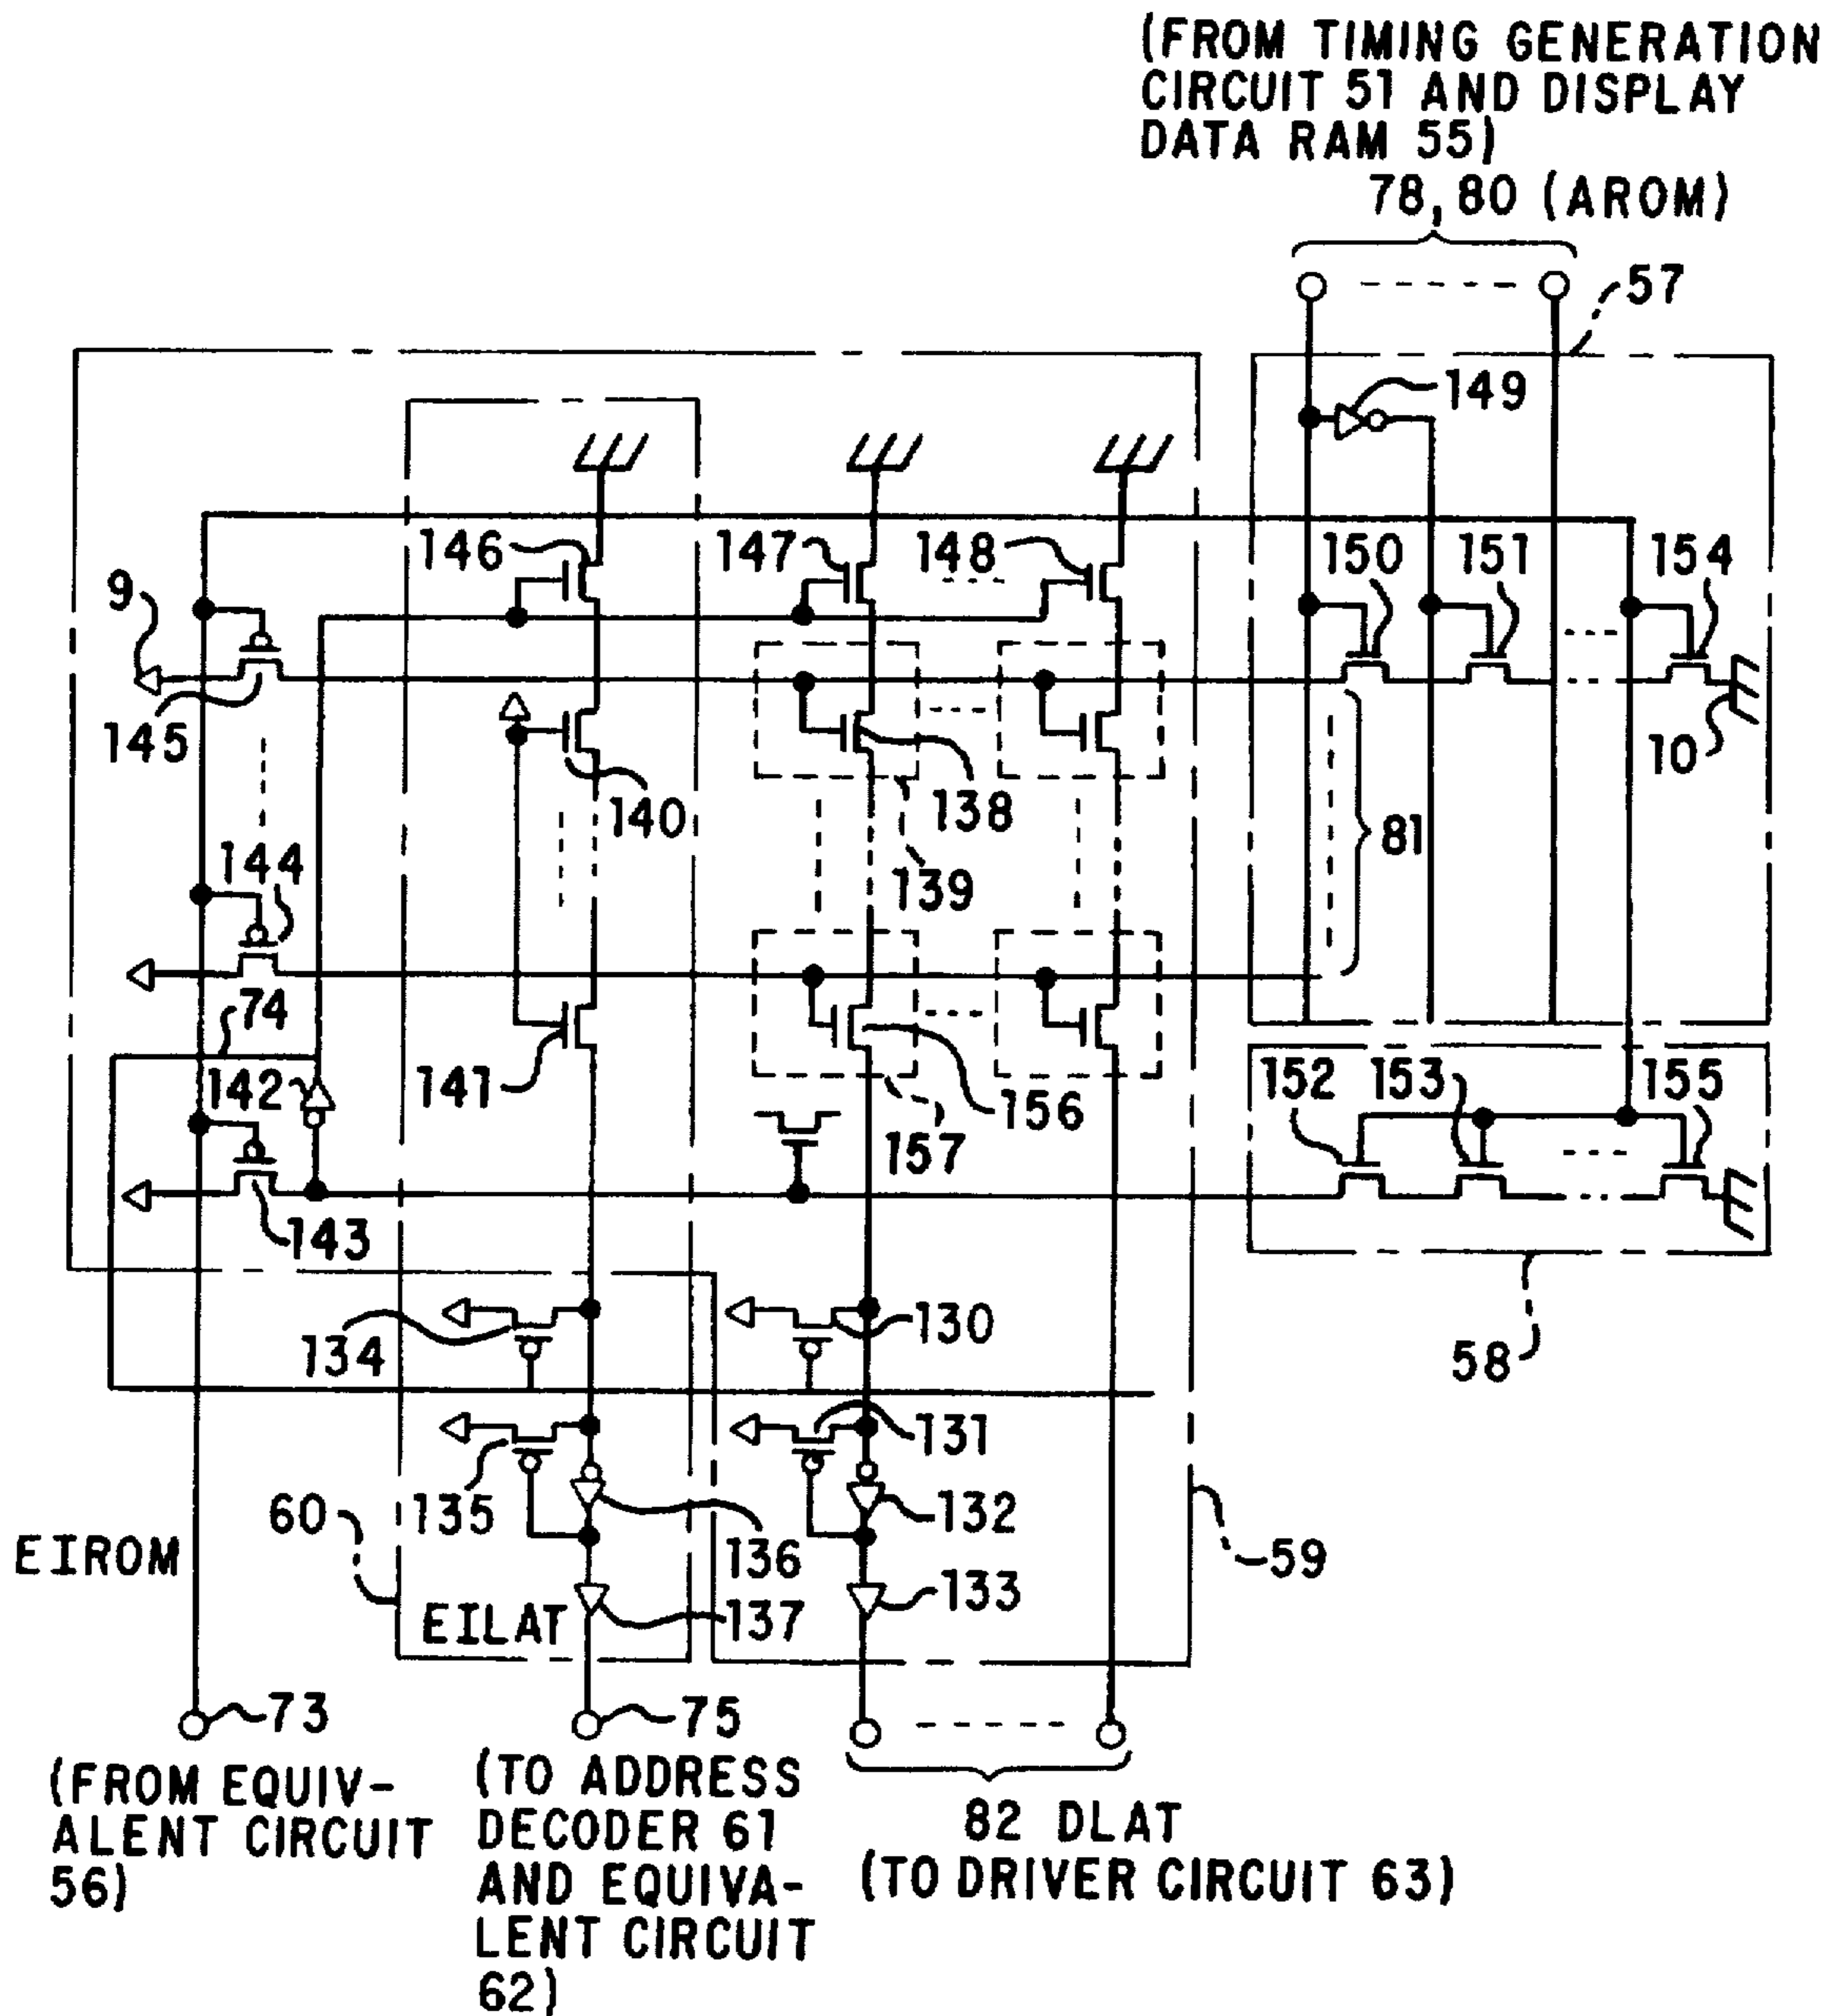 (FROM TIMING GENERATION
CIRCUIT 51 AND DISPLAY
DATA RAM 55)
78, 80 (AROM)
57
149
146
147
148
150
151
154
9
145
140
138
10
81
144
139
74
142
141
156
157
152
153
155
143
134
130
58
131
135
132
60
136
59
EIROM
133
137
EILAT
73
75
(FROM EQUIV-
ALENT CIRCUIT
56)
(TO ADDRESS
DECODER 61
AND EQUIVA-
LENT CIRCUIT
62)
82 DLAT
(TO DRIVER CIRCUIT 63)